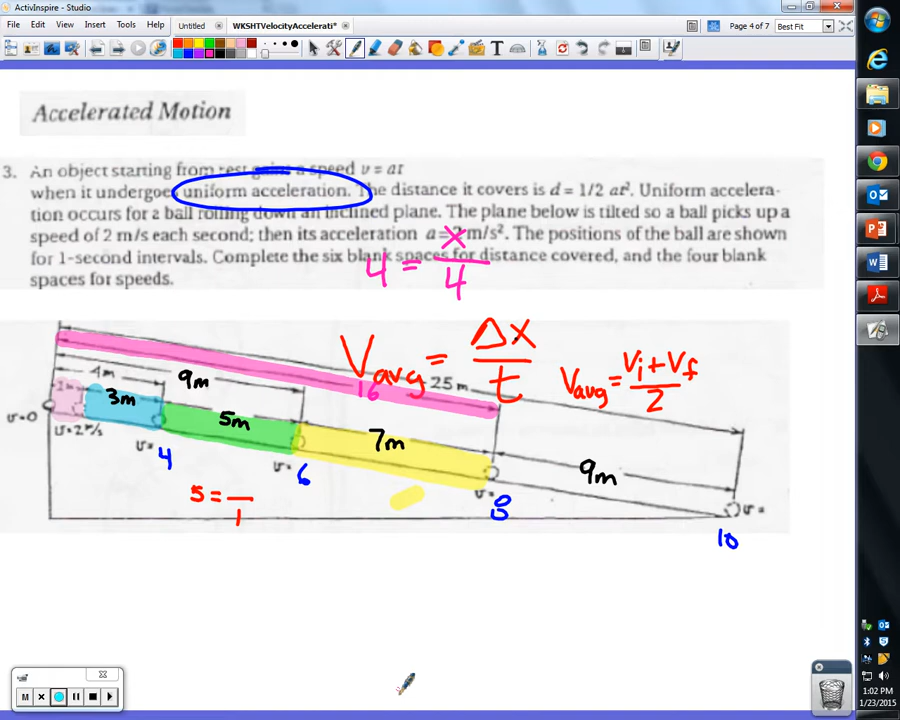 ActivInspire - Studio
File Edit View Insert Tools Help
Untitled WKSHTVelocityAccelerati*
Page 4 of 7 Best Fit
Accelerated Motion
3. An object starting from rest gains a speed v = at
when it undergoes uniform acceleration. The distance it covers is d = 1/2 at². Uniform accelera-
tion occurs for a ball rolling down an inclined plane. The plane below is tilted so a ball picks up a
speed of 2 m/s each second; then its acceleration a = 2 m/s². The positions of the ball are shown
for 1-second intervals. Complete the six blank spaces for distance covered, and the four blank
spaces for speeds.
4 = x/4
Vavg = Δx/t
Vavg = Vi + Vf/2
16
25 m
4m
9m
1m
3m
5m
7m
9m
v=0
v=2 m/s
v= 4
v= 6
v= 8
v= 10
5 = /1
M
1:02 PM
1/23/2015